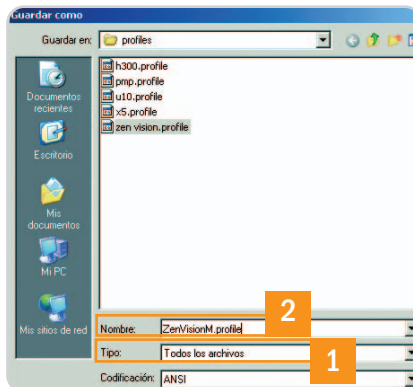 Guardar como
Guardar en: profiles
h300.profile
pmp.profile
u10.profile
x5.profile
zen vision.profile
Documentos
recientes
Escritorio
Mis
documentos
Mi PC
Mis sitios de red
2
Nombre: ZenVisionM.profile
Tipo: Todos los archivos
1
Codificación: ANSI